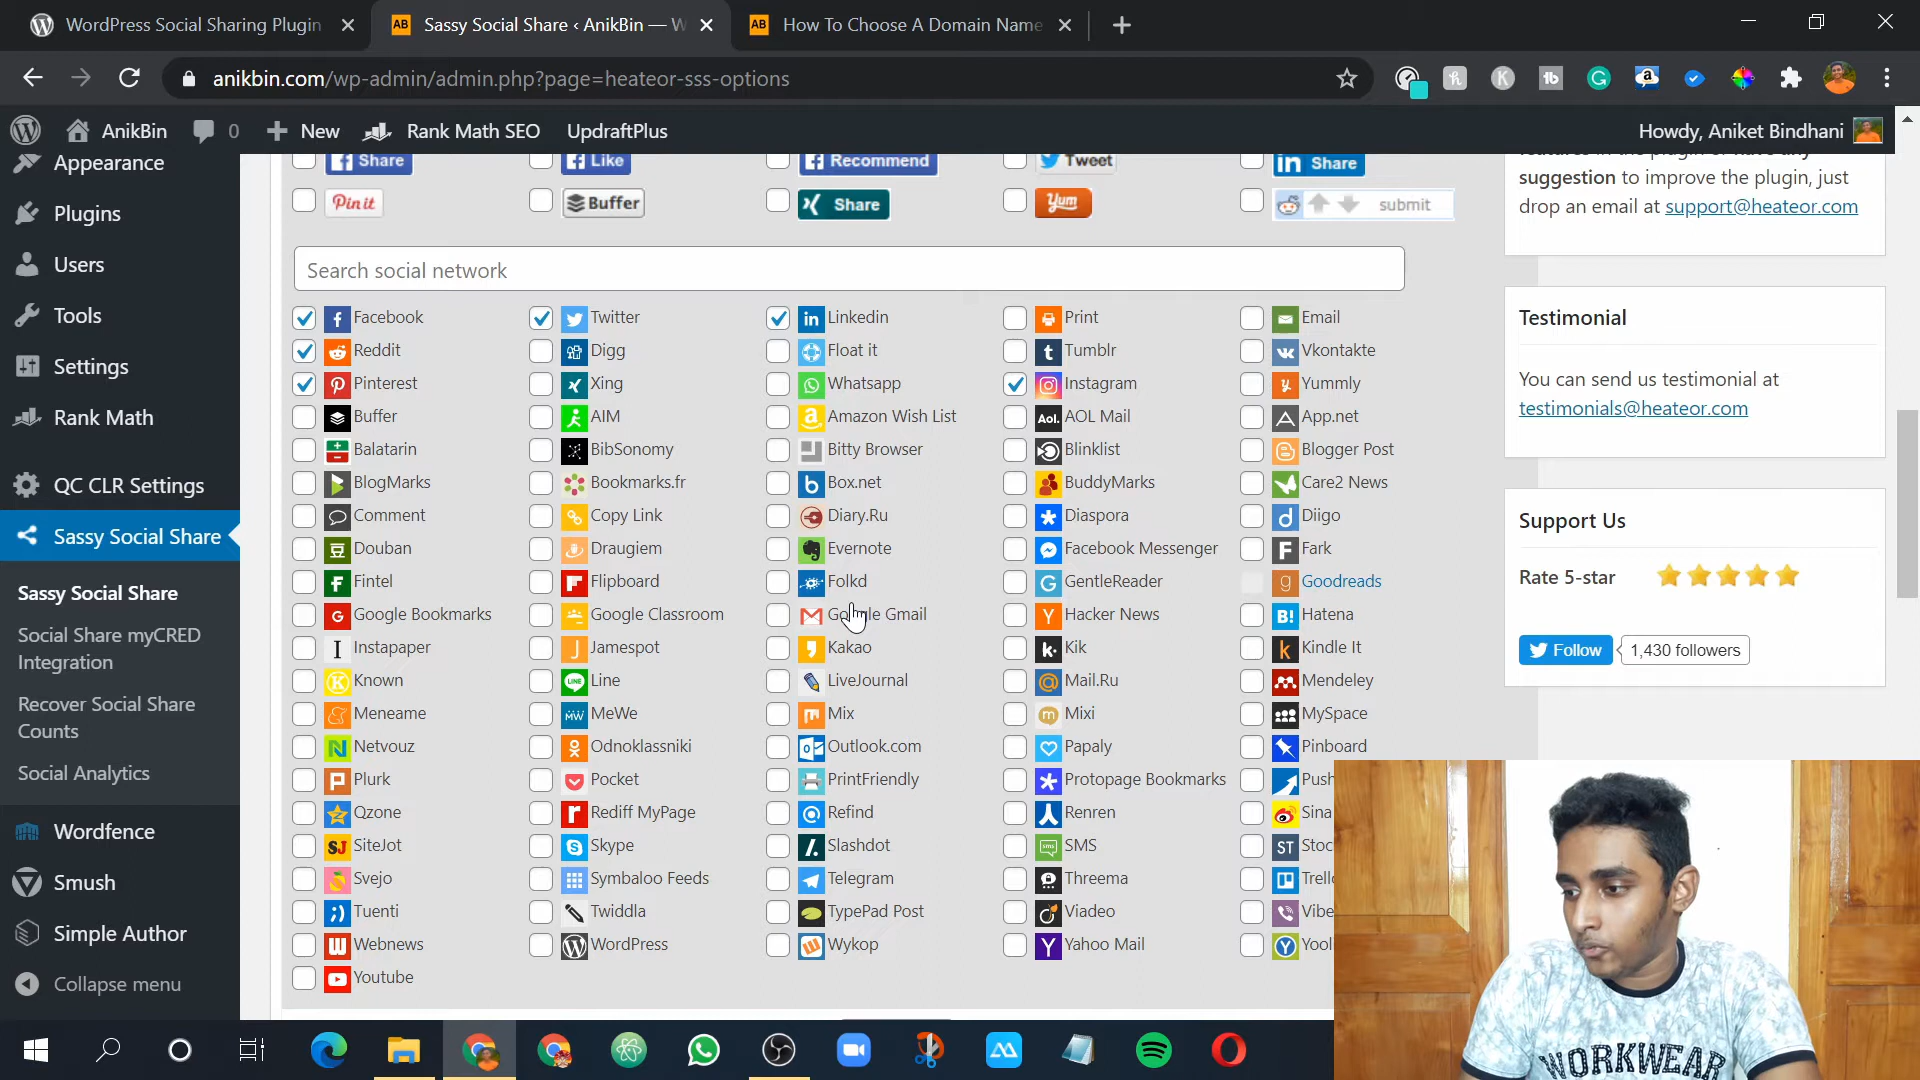 WordPress Social Sharing Plugin
Sassy Social Share ‹ AnikBin — W
How To Choose A Domain Name
anikbin.com/wp-admin/admin.php?page=heateor-sss-options
AnikBin 0 New Rank Math SEO UpdraftPlus Howdy, Aniket Bindhani
Appearance
Plugins
Users
Tools
Settings
Rank Math
QC CLR Settings
Sassy Social Share
Sassy Social Share
Social Share myCRED
Integration
Recover Social Share
Counts
Social Analytics
Wordfence
Smush
Simple Author
Collapse menu
Share Like Recommend Tweet in Share
Pin it Buffer Share Yum submit
Search social network
Facebook Twitter Linkedin Print Email
Reddit Digg Float it Tumblr Vkontakte
Pinterest Xing Whatsapp Instagram Yummly
Buffer AIM Amazon Wish List AOL Mail App.net
Balatarin BibSonomy Bitty Browser Blinklist Blogger Post
BlogMarks Bookmarks.fr Box.net BuddyMarks Care2 News
Comment Copy Link Diary.Ru Diaspora Diigo
Douban Draugiem Evernote Facebook Messenger Fark
Fintel Flipboard Folkd GentleReader Goodreads
Google Bookmarks Google Classroom Google Gmail Hacker News Hatena
Instapaper Jamespot Kakao Kik Kindle It
Known Line LiveJournal Mail.Ru Mendeley
Meneame MeWe Mix Mixi MySpace
Netvouz Odnoklassniki Outlook.com Papaly Pinboard
Plurk Pocket PrintFriendly Protopage Bookmarks Push
Qzone Rediff MyPage Refind Renren Sina
SiteJot Skype Slashdot SMS Stoc
Svejo Symbaloo Feeds Telegram Threema Trell
Tuenti Twiddla TypePad Post Viadeo Vibe
Webnews WordPress Wykop Yahoo Mail Yool
Youtube
suggestion to improve the plugin, just
drop an email at support@heateor.com
Testimonial
You can send us testimonial at
testimonials@heateor.com
Support Us
Rate 5-star
Follow 1,430 followers
WORKWEAR